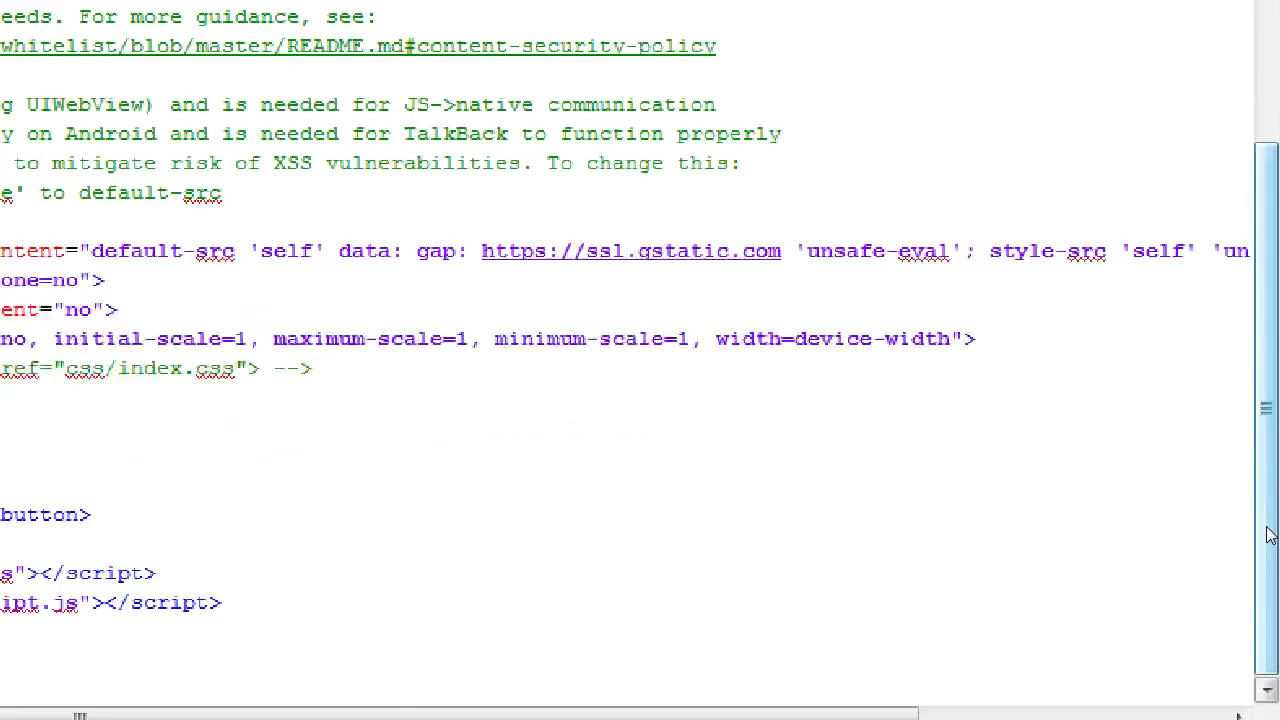 eeds. For more guidance, see:
whitelist/blob/master/README.md#content-security-policy
g UIWebView) and is needed for JS->native communication
y on Android and is needed for TalkBack to function properly
to mitigate risk of XSS vulnerabilities. To change this:
e' to default-src
ntent="default-src 'self' data: gap: https://ssl.gstatic.com 'unsafe-eval'; style-src 'self' 'un
one=no">
ent="no">
no, initial-scale=1, maximum-scale=1, minimum-scale=1, width=device-width">
ref="css/index.css"> -->
button>
s"></script>
ipt.js"></script>